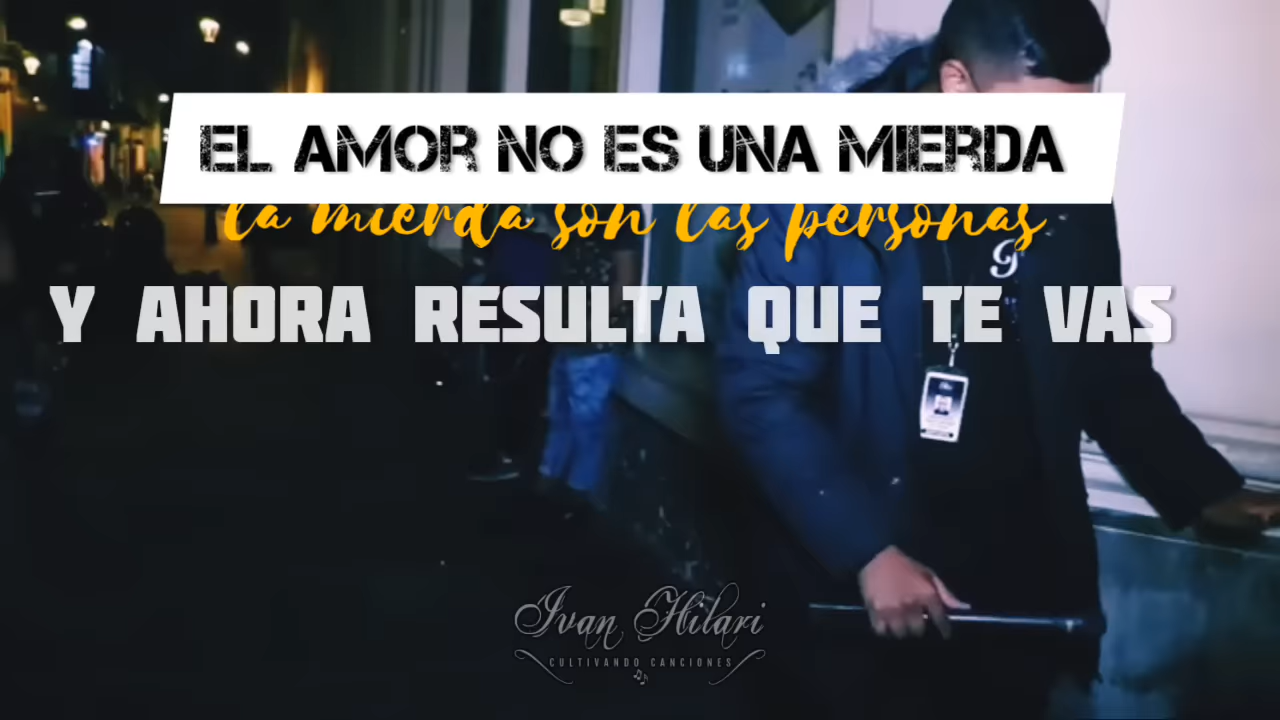 EL AMOR NO ES UNA MIERDA
la mierda son las personas
Y AHORA RESULTA QUE TE VAS
Ivan Hilari
CULTIVANDO CANCIONES